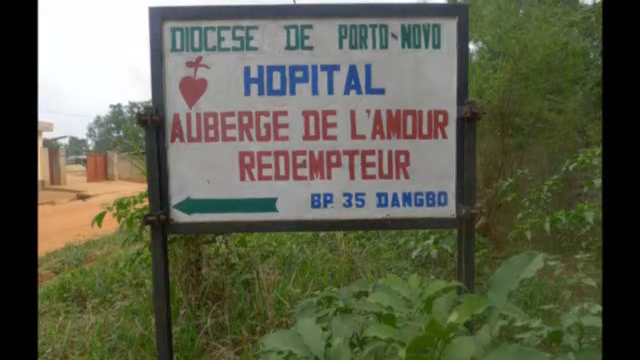 DIOCESE DE PORTO-NOVO
HOPITAL
AUBERGE DE L'AMOUR
REDEMPTEUR
BP. 35 DANGBO